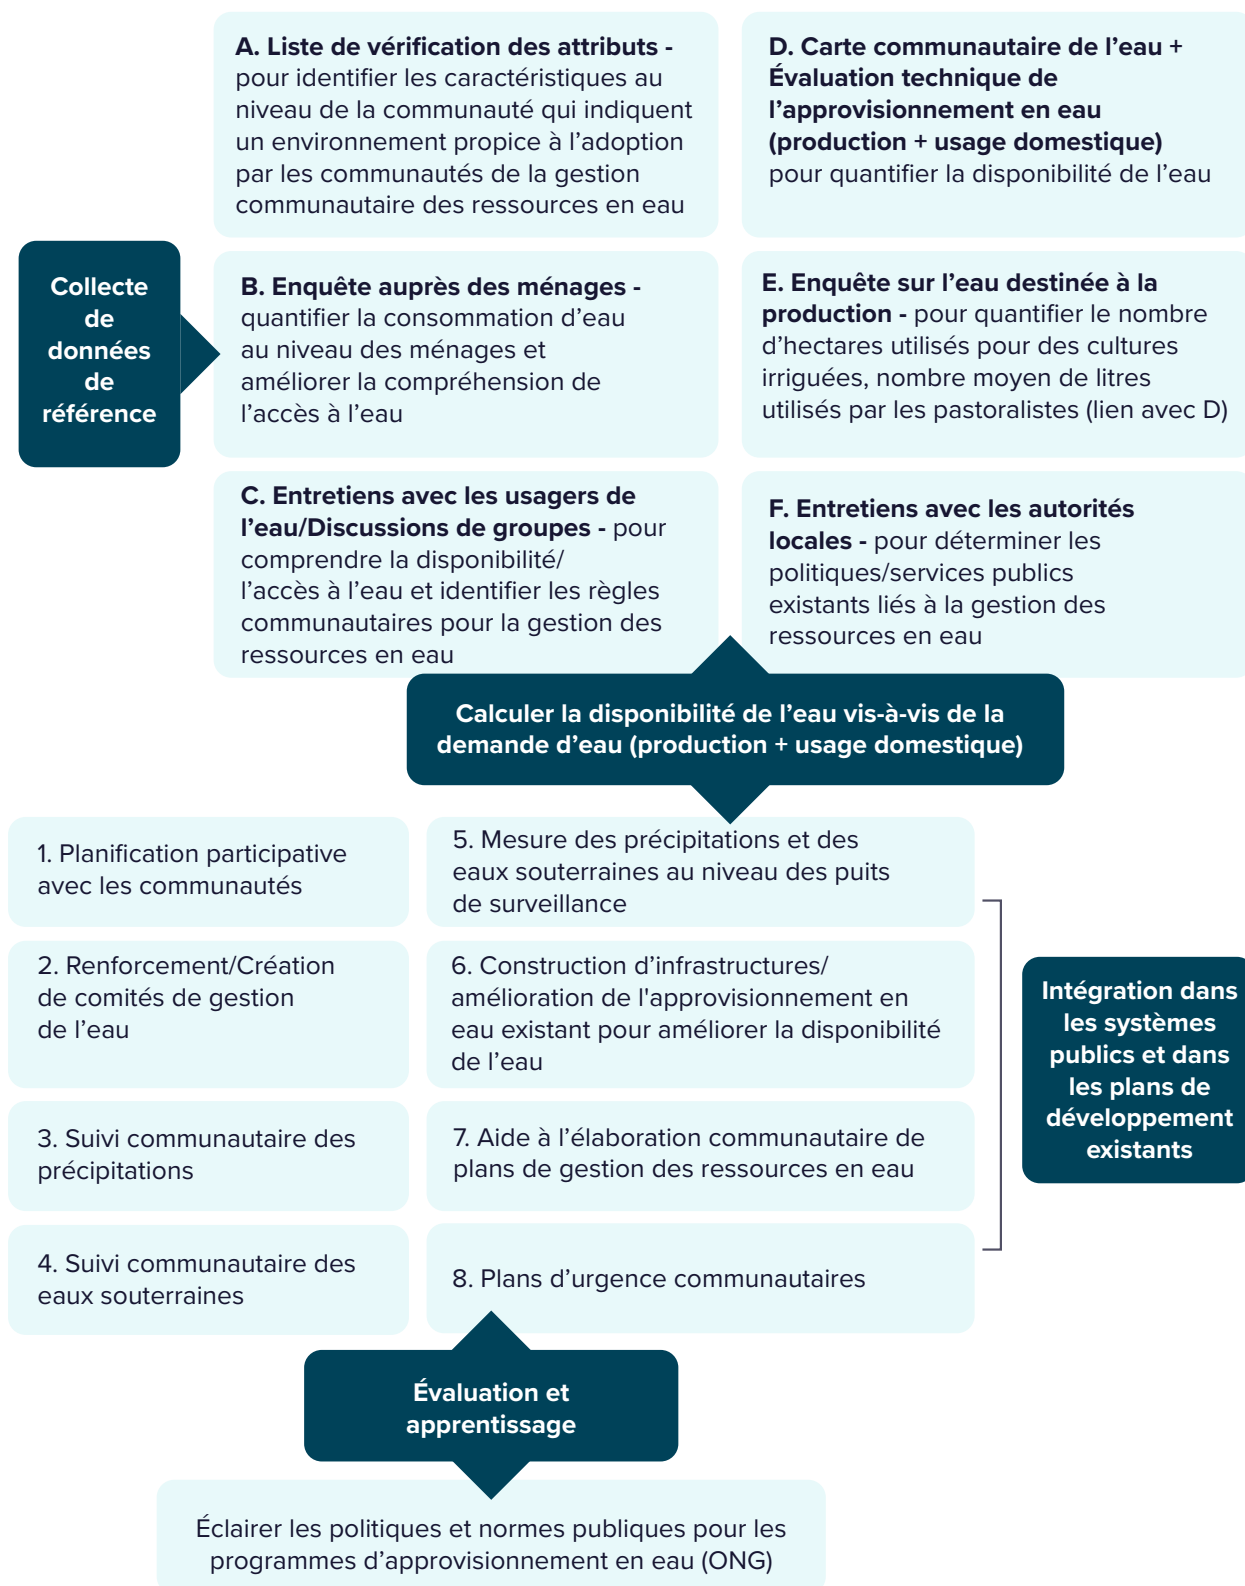 Collecte
de
données
de
référence
A. Liste de vérification des attributs -
pour identifier les caractéristiques au
niveau de la communauté qui indiquent
un environnement propice à l’adoption
par les communautés de la gestion
communautaire des ressources en eau
B. Enquête auprès des ménages -
quantifier la consommation d’eau
au niveau des ménages et
améliorer la compréhension de
l’accès à l’eau
C. Entretiens avec les usagers de
l’eau/Discussions de groupes - pour
comprendre la disponibilité/
l’accès à l’eau et identifier les règles
communautaires pour la gestion des
ressources en eau
D. Carte communautaire de l’eau +
Évaluation technique de
l’approvisionnement en eau
(production + usage domestique)
pour quantifier la disponibilité de l’eau
E. Enquête sur l’eau destinée à la
production - pour quantifier le nombre
d’hectares utilisés pour des cultures
irriguées, nombre moyen de litres
utilisés par les pastoralistes (lien avec D)
F. Entretiens avec les autorités
locales - pour déterminer les
politiques/services publics
existants liés à la gestion des
ressources en eau
Calculer la disponibilité de l’eau vis-à-vis de la
demande d’eau (production + usage domestique)
1. Planification participative
avec les communautés
2. Renforcement/Création
de comités de gestion
de l’eau
3. Suivi communautaire des
précipitations
4. Suivi communautaire des
eaux souterraines
5. Mesure des précipitations et des
eaux souterraines au niveau des puits
de surveillance
6. Construction d’infrastructures/
amélioration de l'approvisionnement en
eau existant pour améliorer la disponibilité
de l’eau
7. Aide à l’élaboration communautaire de
plans de gestion des ressources en eau
8. Plans d’urgence communautaires
Intégration dans
les systèmes
publics et dans
les plans de
développement
existants
Évaluation et
apprentissage
Éclairer les politiques et normes publiques pour les
programmes d’approvisionnement en eau (ONG)